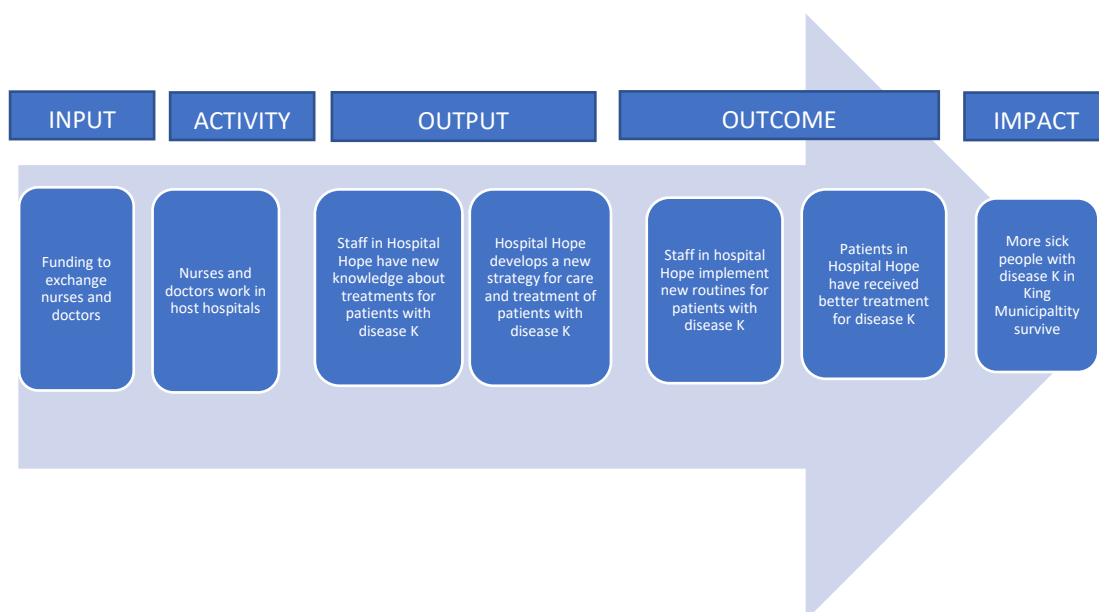 INPUT
ACTIVITY
OUTPUT
OUTCOME
IMPACT
Funding to
exchange
nurses and
doctors
Nurses and
doctors work in
host hospitals
Staff in Hospital
Hope have new
knowledge about
treatments for
patients with
disease K
Hospital Hope
develops a new
strategy for care
and treatment of
patients with
disease K
Staff in hospital
Hope implement
new routines for
patients with
disease K
Patients in
Hospital Hope
have received
better treatment
for disease K
More sick
people with
disease K in
King
Municipaltity
survive